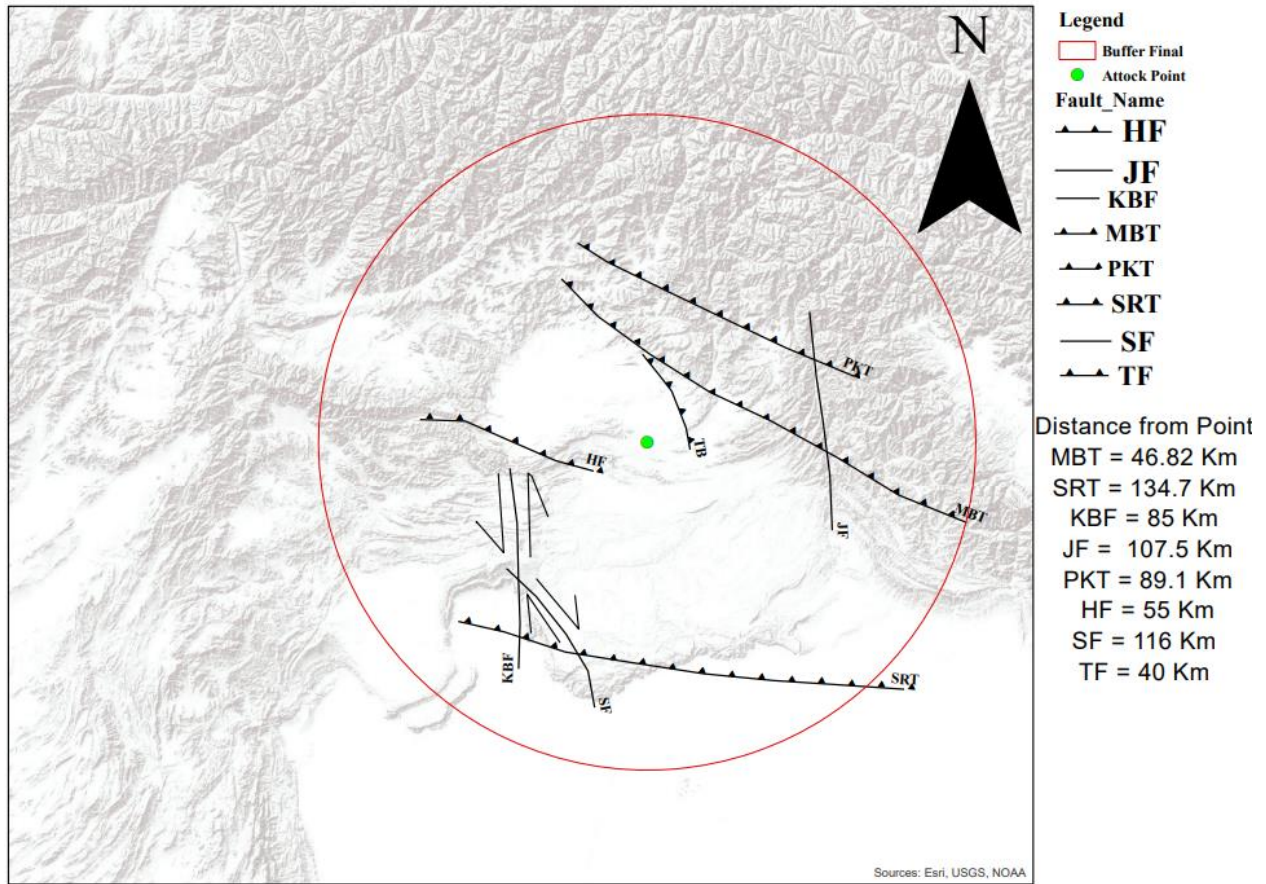 N
PKT
HF
TB
MBT
JF
KBF
SF
SRT
Sources: Esri, USGS, NOAA
Legend
Buffer Final
Attock Point
Fault_Name
HF
JF
KBF
MBT
PKT
SRT
SF
TF
Distance from Point
MBT = 46.82 Km
SRT = 134.7 Km
KBF = 85 Km
JF = 107.5 Km
PKT = 89.1 Km
HF = 55 Km
SF = 116 Km
TF = 40 Km